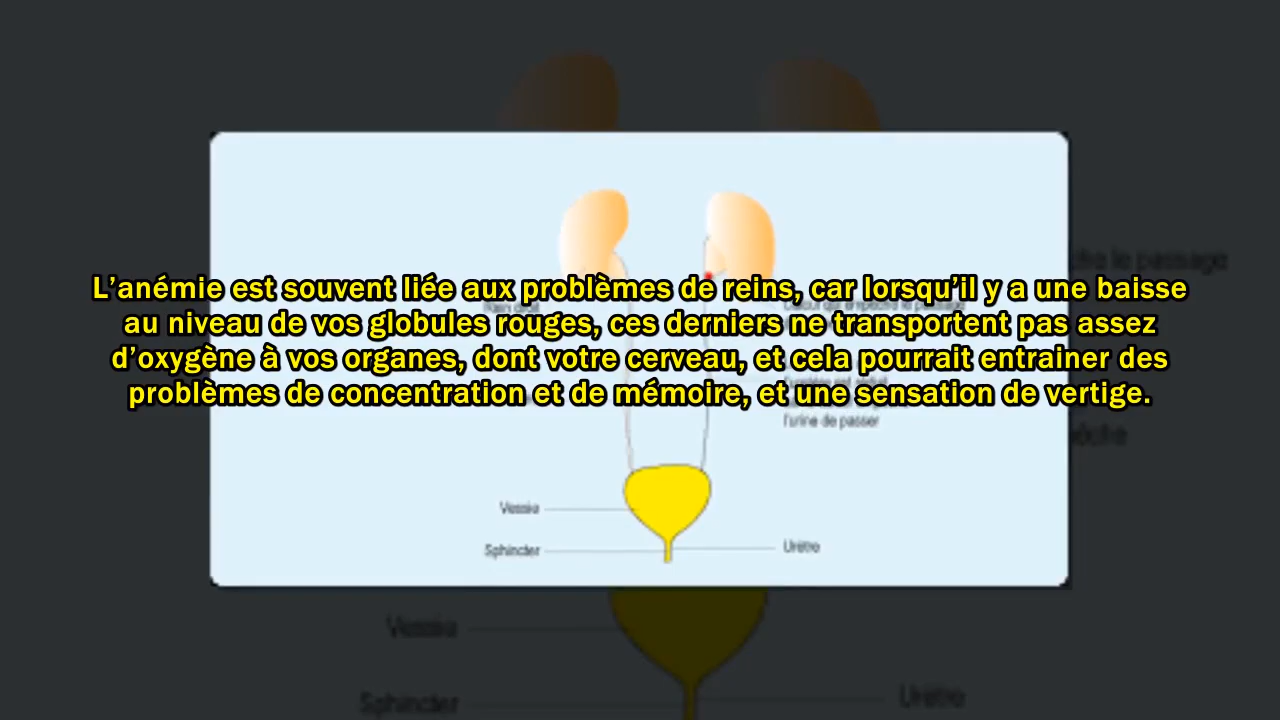 L’anémie est souvent liée aux problèmes de reins, car lorsqu’il y a une baisse
au niveau de vos globules rouges, ces derniers ne transportent pas assez
d’oxygène à vos organes, dont votre cerveau, et cela pourrait entrainer des
problèmes de concentration et de mémoire, et une sensation de vertige.
l'urine de passer
Vessie
Sphincter
Urètre
Vessie
Sphincter
Urètre
le passage